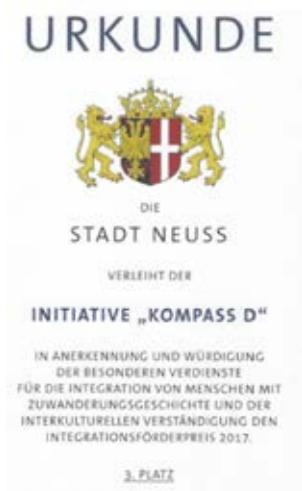 URKUNDE
DIE
STADT NEUSS
VERLEIHT DER
INITIATIVE „KOMPASS D“
IN ANERKENNUNG UND WÜRDIGUNG
DER BESONDEREN VERDIENSTE
FÜR DIE INTEGRATION VON MENSCHEN MIT
ZUWANDERUNGSGESCHICHTE UND DER
INTERKULTURELLEN VERSTÄNDIGUNG DEN
INTEGRATIONSFÖRDERPREIS 2017.
3. PLATZ